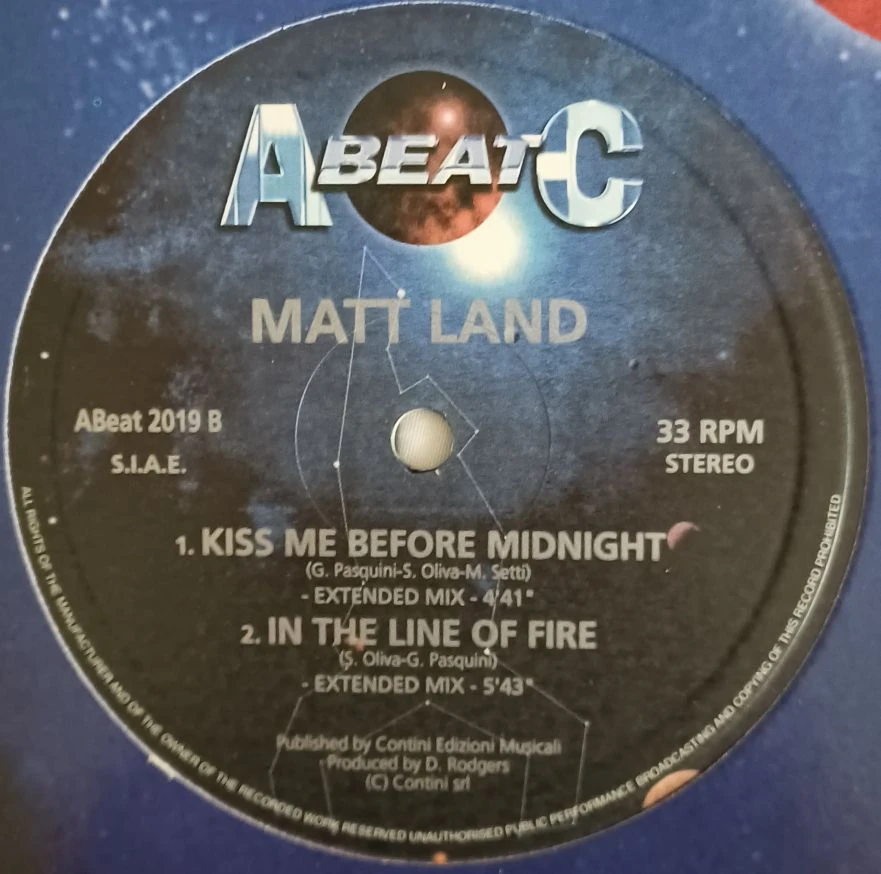 A BEAT C
MATT LAND
ABeat 2019 B
S.I.A.E.
33 RPM
STEREO
1. KISS ME BEFORE MIDNIGHT
(G. Pasquini-S. Oliva-M. Setti)
- EXTENDED MIX - 4'41"
2. IN THE LINE OF FIRE
(S. Oliva-G. Pasquini)
- EXTENDED MIX - 5'43"
Published by Contini Edizioni Musicali
Produced by D. Rodgers
(C) Contini srl
ALL RIGHTS OF THE MANUFACTURER AND OF THE OWNER OF THE RECORDED WORK RESERVED UNAUTHORISED PUBLIC PERFORMANCE BROADCASTING AND COPYING OF THIS RECORD PROHIBITED